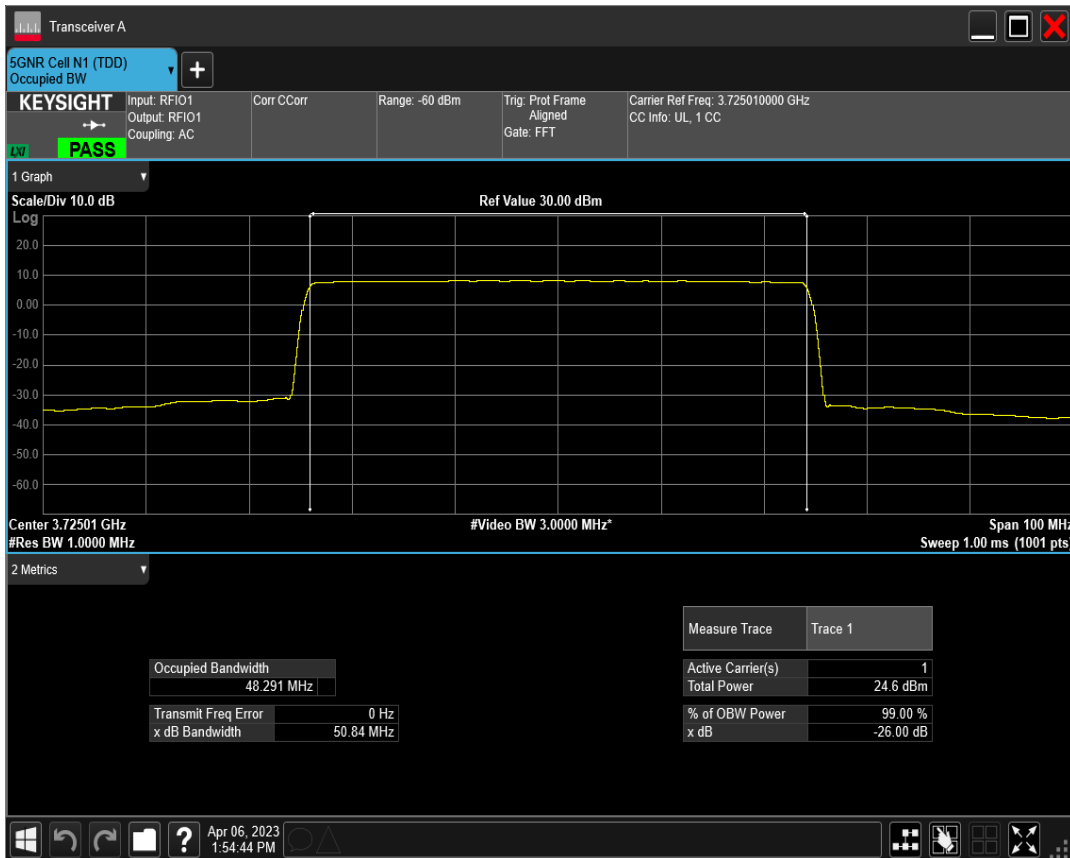 Transceiver A
5GNR Cell N1 (TDD)
Occupied BW
+
KEYSIGHT
LXI
PASS
Input: RFIO1
Output: RFIO1
Coupling: AC
Corr CCorr
Range: -60 dBm
Trig: Prot Frame
Aligned
Gate: FFT
Carrier Ref Freq: 3.725010000 GHz
CC Info: UL, 1 CC
1 Graph
Scale/Div 10.0 dB
Ref Value 30.00 dBm
Log
20.0
10.0
0.00
-10.0
-20.0
-30.0
-40.0
-50.0
-60.0
Center 3.72501 GHz
#Video BW 3.0000 MHz*
Span 100 MHz
#Res BW 1.0000 MHz
Sweep 1.00 ms (1001 pts)
2 Metrics
Measure Trace Trace 1
Occupied Bandwidth
48.291 MHz
Active Carrier(s) 1
Total Power 24.6 dBm
Transmit Freq Error 0 Hz
x dB Bandwidth 50.84 MHz
% of OBW Power 99.00 %
x dB -26.00 dB
?
Apr 06, 2023
1:54:44 PM